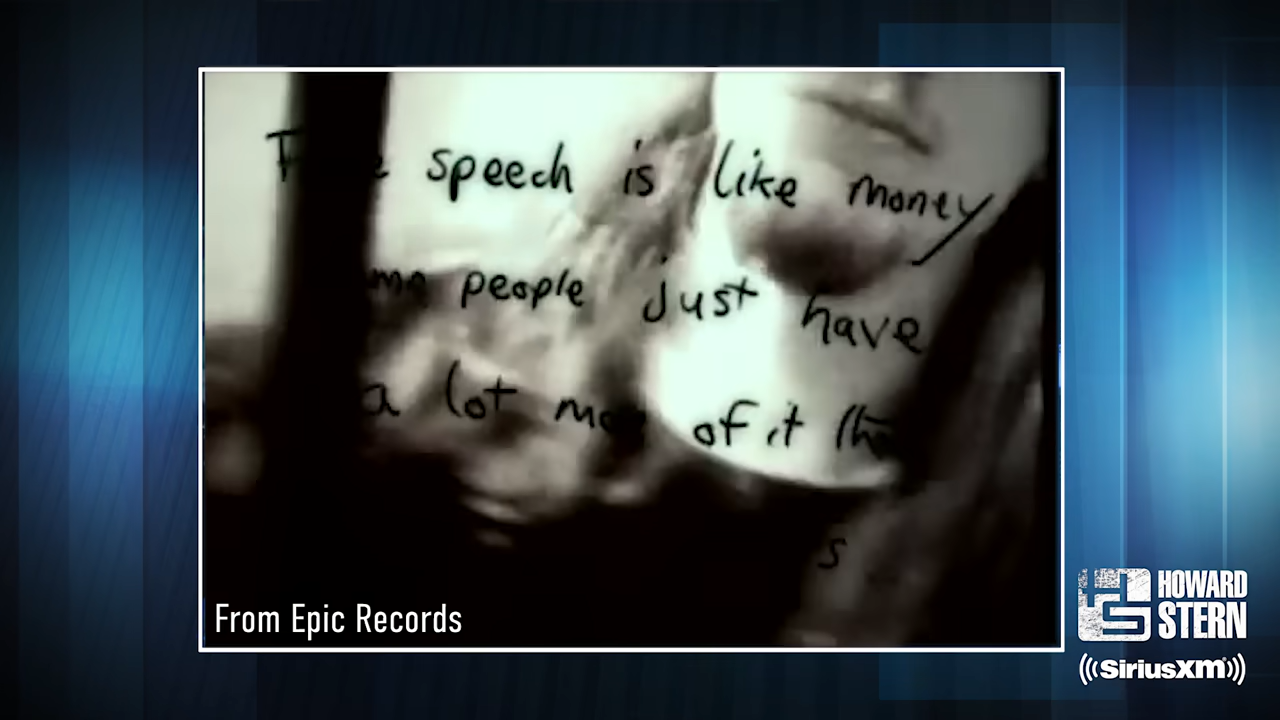 speech is like money
people just have
a lot of it
From Epic Records
HOWARD
STERN
SiriusXM